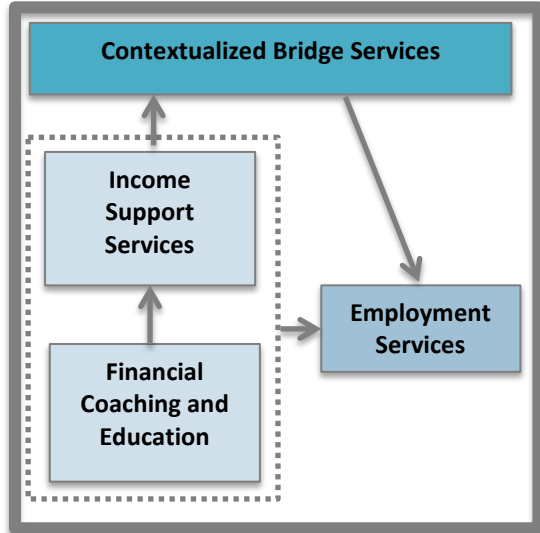 Contextualized Bridge Services
Income
Support
Services
Financial
Coaching and
Education
Employment
Services